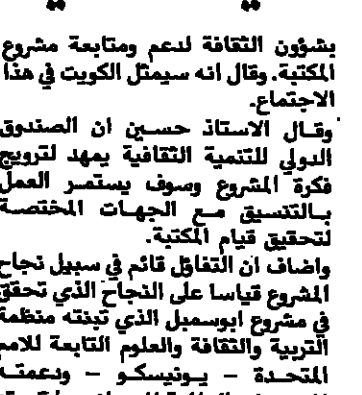 بشؤون الثقافة لدعم ومتابعة مشروع
المكتبة. وقال انه سيمثل الكويت في هذا
الاجتماع.
وقال الاستاذ حسين ان الصندوق
الدولي للتنمية الثقافية يمهد لترويج
فكرة المشروع وسوف يستمر العمل
بالتنسيق مع الجهات المختصة
لتحقيق قيام المكتبة.
واضاف ان التفاؤل قائم في سبيل نجاح
المشروع قياسا على النجاح الذي تحقق
في مشروع ابوسمبل الذي تبنته منظمة
التربية والثقافة والعلوم التابعة للامم
المتحدة – يونيسكو – ودعمته